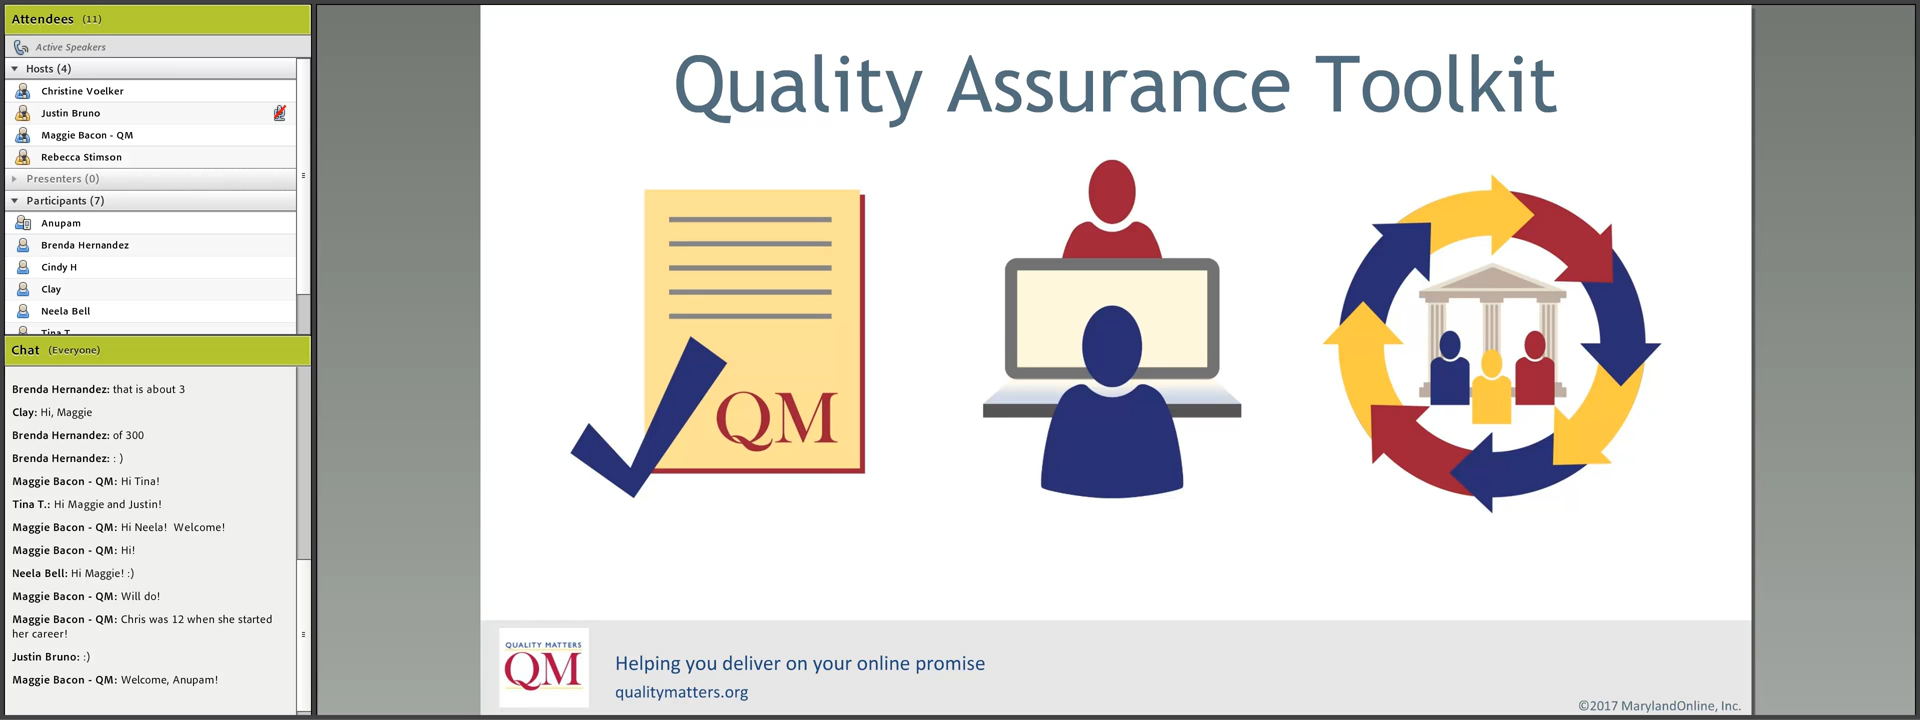 Attendees (11)
Active Speakers
Hosts (4)
Christine Voelker
Justin Bruno
Maggie Bacon - QM
Rebecca Stimson
Presenters (0)
Participants (7)
Anupam
Brenda Hernandez
Cindy H
Clay
Neela Bell
Tina T.
Chat (Everyone)
Brenda Hernandez: that is about 3
Clay: Hi, Maggie
Brenda Hernandez: of 300
Brenda Hernandez: : )
Maggie Bacon - QM: Hi Tina!
Tina T.: Hi Maggie and Justin!
Maggie Bacon - QM: Hi Neela!  Welcome!
Maggie Bacon - QM: Hi!
Neela Bell: Hi Maggie! :)
Maggie Bacon - QM: Will do!
Maggie Bacon - QM: Chris was 12 when she started
her career!
Justin Bruno: :)
Maggie Bacon - QM: Welcome, Anupam!
Quality Assurance Toolkit
QM
QUALITY MATTERS
QM
Helping you deliver on your online promise
qualitymatters.org
©2017 MarylandOnline, Inc.